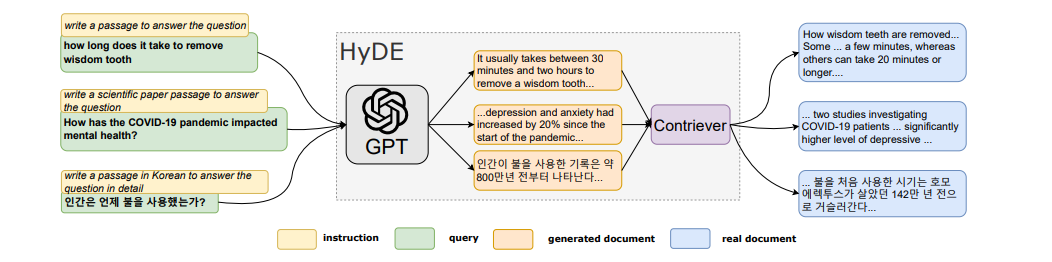 write a passage to answer the question
how long does it take to remove
wisdom tooth
write a scientific paper passage to answer
the question
How has the COVID-19 pandemic impacted
mental health?
write a passage in Korean to answer the
question in detail
인간은 언제 불을 사용했는가?
HyDE
GPT
It usually takes between 30
minutes and two hours to
remove a wisdom tooth...
...depression and anxiety had
increased by 20% since the
start of the pandemic...
인간이 불을 사용한 기록은 약
800만년 전부터 나타난다...
Contriever
How wisdom teeth are removed...
Some ... a few minutes, whereas
others can take 20 minutes or
longer....
... two studies investigating
COVID-19 patients ... significantly
higher level of depressive ...
... 불을 처음 사용한 시기는 호모
에렉투스가 살았던 142만 년 전으
로 거슬러간다...
instruction
query
generated document
real document